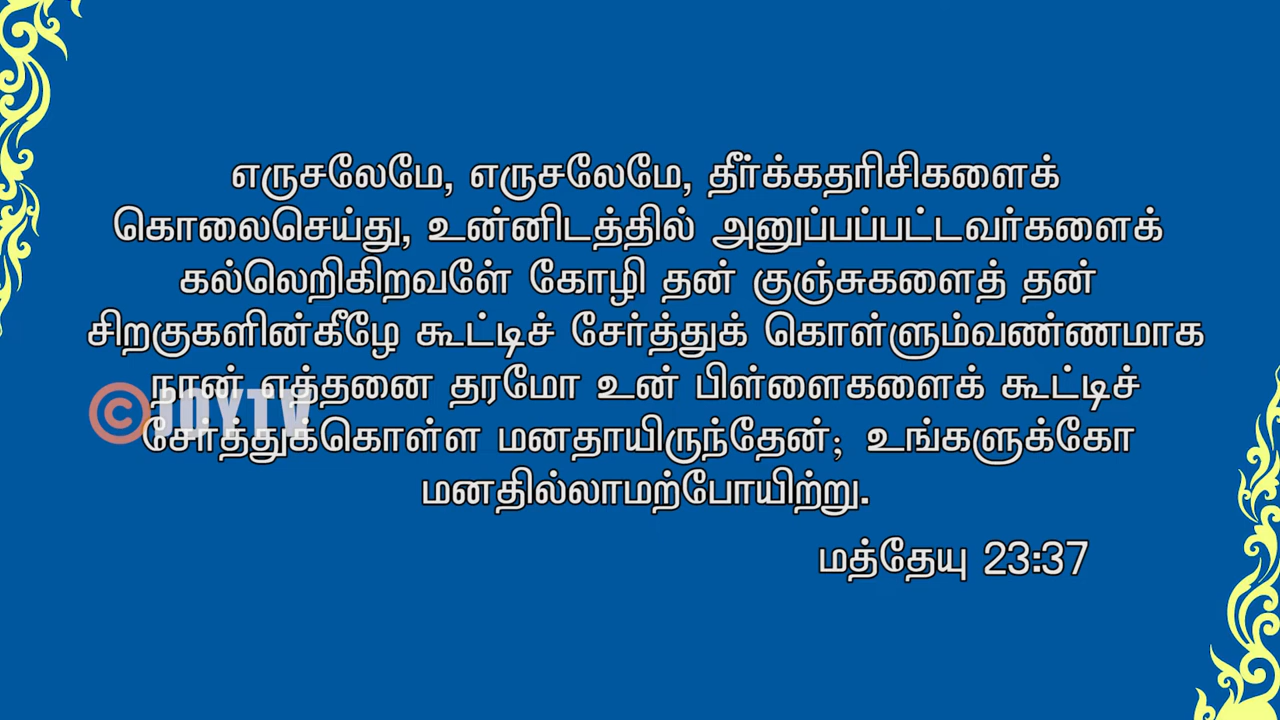 எருசலேமே, எருசலேமே, தீர்க்கதரிசிகளைக்
கொலைசெய்து, உன்னிடத்தில் அனுப்பப்பட்டவர்களைக்
கல்லெறிகிறவளே கோழி தன் குஞ்சுகளைத் தன்
சிறகுகளின்கீழே கூட்டிச் சேர்த்துக் கொள்ளும்வண்ணமாக
நான் எத்தனை தரமோ உன் பிள்ளைகளைக் கூட்டிச்
© JOYTV
சேர்த்துக்கொள்ள மனதாயிருந்தேன்; உங்களுக்கோ
மனதில்லாமற்போயிற்று.
மத்தேயு 23:37